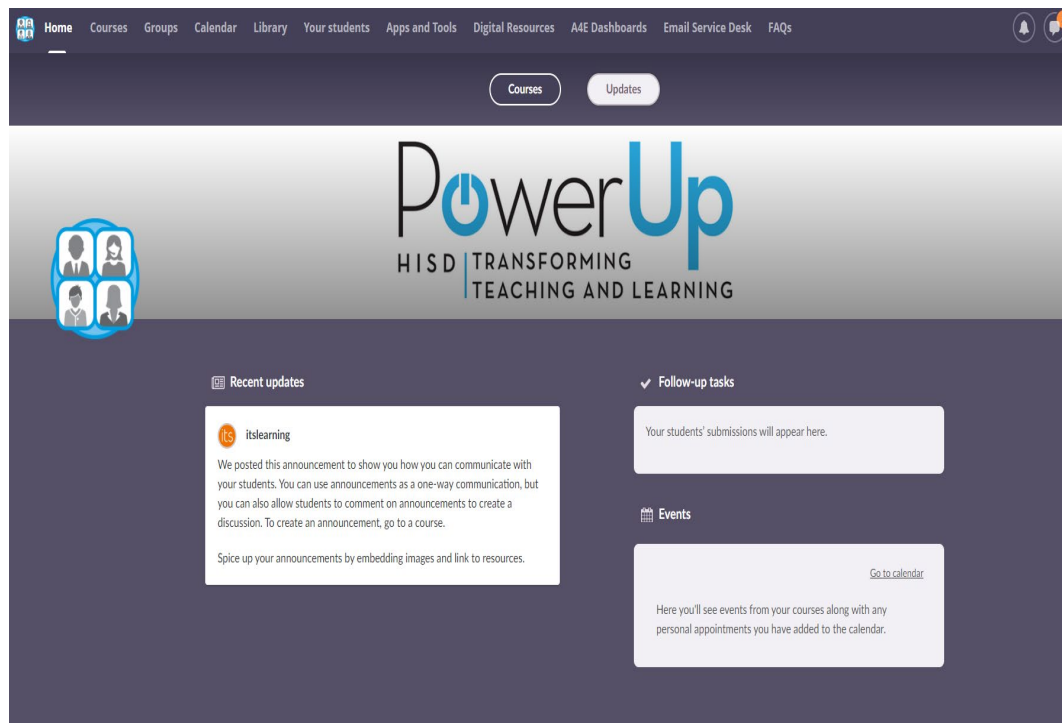 Home Courses Groups Calendar Library Your students Apps and Tools Digital Resources A4E Dashboards Email Service Desk FAQs
Courses Updates
PowerUp
HISD TRANSFORMING
TEACHING AND LEARNING
Recent updates
its itslearning
We posted this announcement to show you how you can communicate with
your students. You can use announcements as a one-way communication, but
you can also allow students to comment on announcements to create a
discussion. To create an announcement, go to a course.
Spice up your announcements by embedding images and link to resources.
Follow-up tasks
Your students' submissions will appear here.
Events
Go to calendar
Here you'll see events from your courses along with any
personal appointments you have added to the calendar.